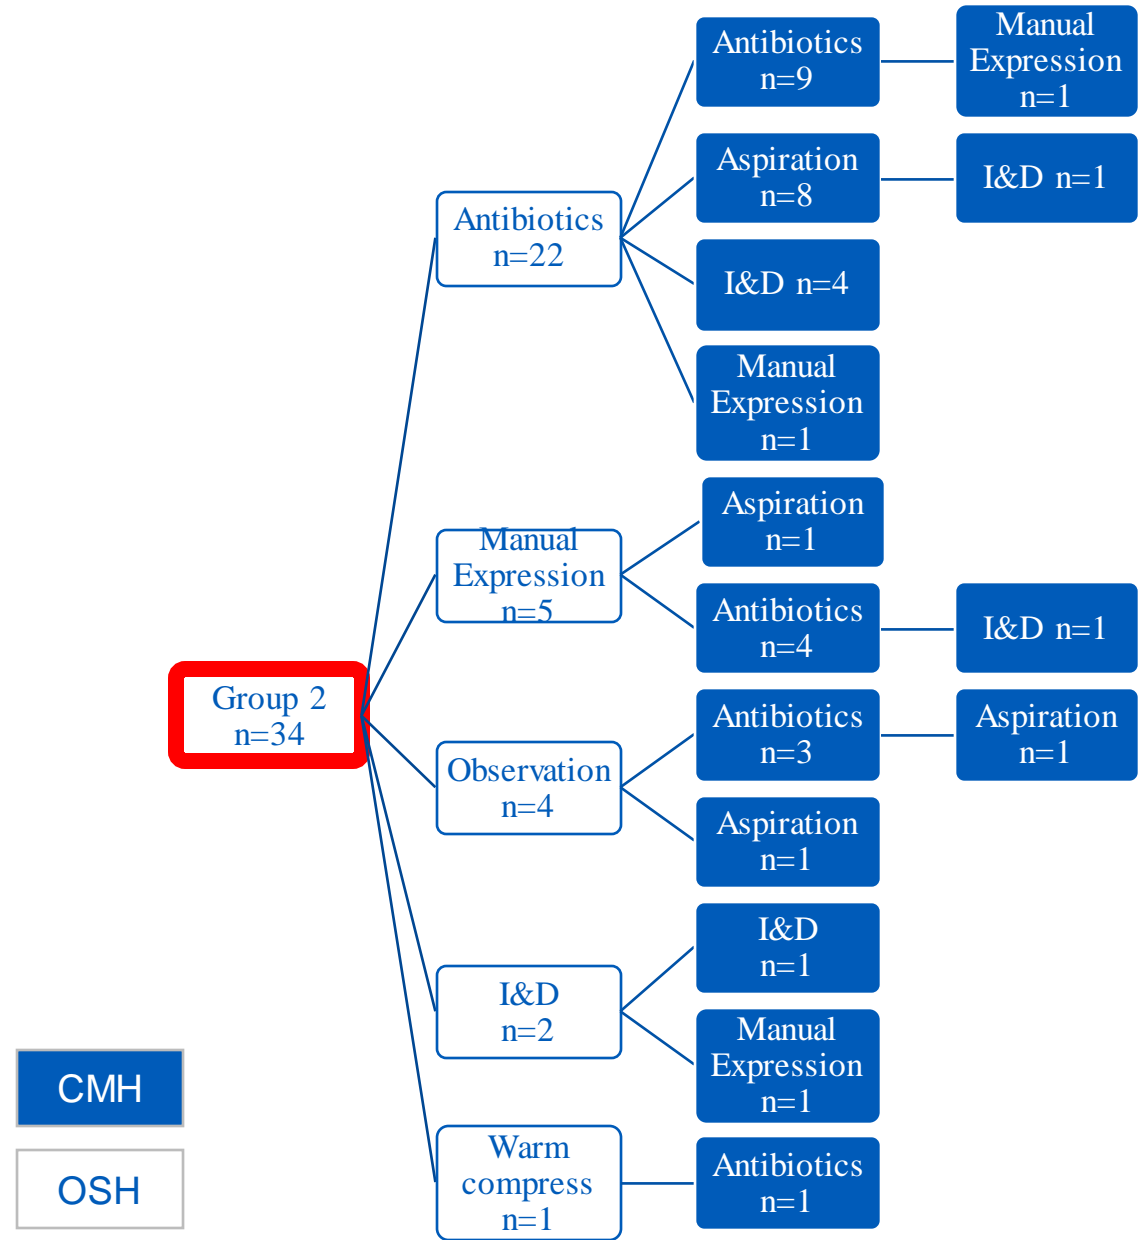 Group 2
n=34
Antibiotics
n=22
Antibiotics
n=9
Manual
Expression
n=1
Aspiration
n=8
I&D n=1
I&D n=4
Manual
Expression
n=1
Manual
Expression
n=5
Aspiration
n=1
Antibiotics
n=4
I&D n=1
Observation
n=4
Antibiotics
n=3
Aspiration
n=1
Aspiration
n=1
I&D
n=2
I&D
n=1
Manual
Expression
n=1
Warm
compress
n=1
Antibiotics
n=1
CMH
OSH